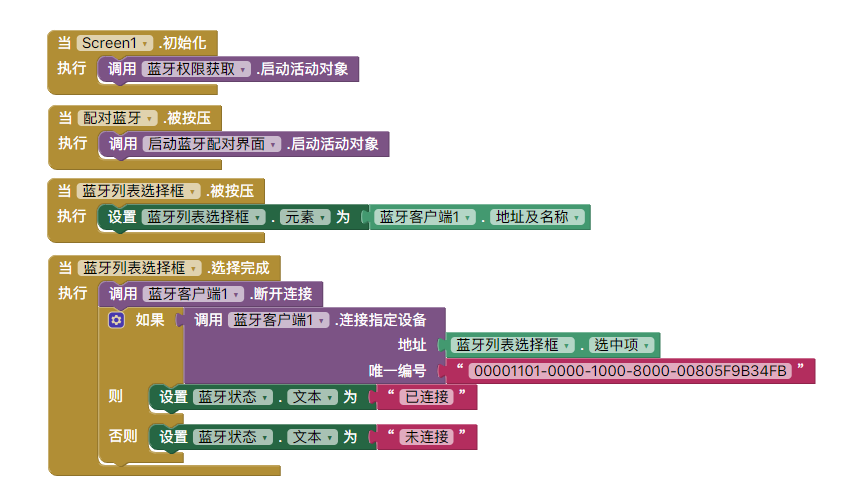 当 Screen1 .初始化
执行 调用 蓝牙权限获取 .启动活动对象
当 配对蓝牙 .被按压
执行 调用 启动蓝牙配对界面 .启动活动对象
当 蓝牙列表选择框 .被按压
执行 设置 蓝牙列表选择框 . 元素 为 蓝牙客户端1 . 地址及名称
当 蓝牙列表选择框 .选择完成
执行 调用 蓝牙客户端1 .断开连接
如果 调用 蓝牙客户端1 .连接指定设备
地址 蓝牙列表选择框 . 选中项
唯一编号 “ 00001101-0000-1000-8000-00805F9B34FB ”
则 设置 蓝牙状态 . 文本 为 “ 已连接 ”
否则 设置 蓝牙状态 . 文本 为 “ 未连接 ”